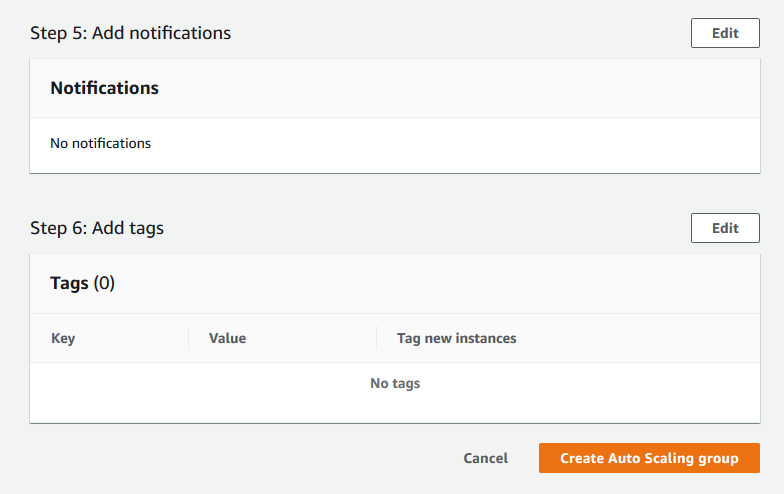 Step 5: Add notifications
Edit
Notifications
No notifications
Step 6: Add tags
Edit
Tags (0)
Key Value Tag new instances
No tags
Cancel Create Auto Scaling group